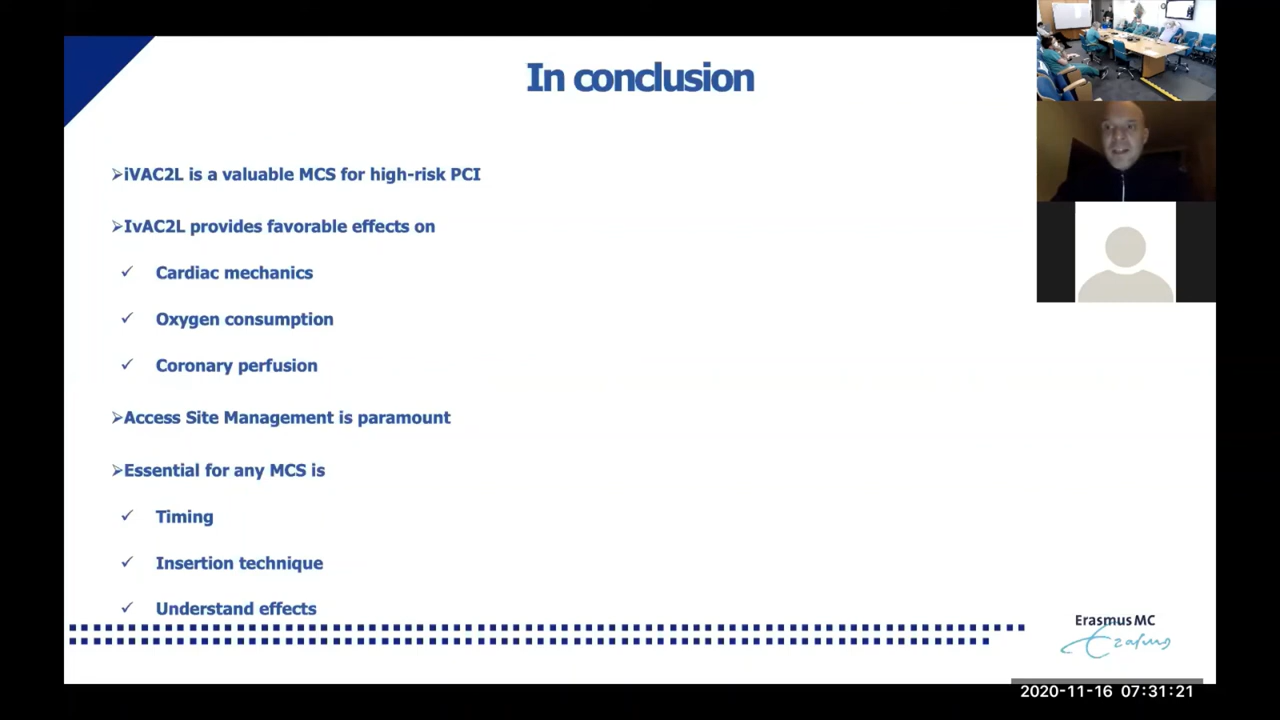 In conclusion
➢iVAC2L is a valuable MCS for high-risk PCI
➢IvAC2L provides favorable effects on
✓ Cardiac mechanics
✓ Oxygen consumption
✓ Coronary perfusion
➢Access Site Management is paramount
➢Essential for any MCS is
✓ Timing
✓ Insertion technique
✓ Understand effects
Erasmus MC
Erasmus
2020-11-16 07:31:21